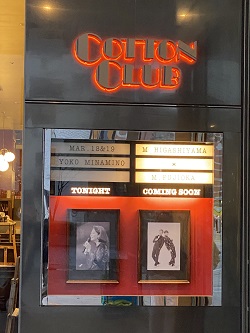 COTTON
CLUB
MAR. 18&19
YOKO MINAMINO
M. HIGASHIYAMA
&
M. FUJIOKA
TONIGHT
COMING SOON